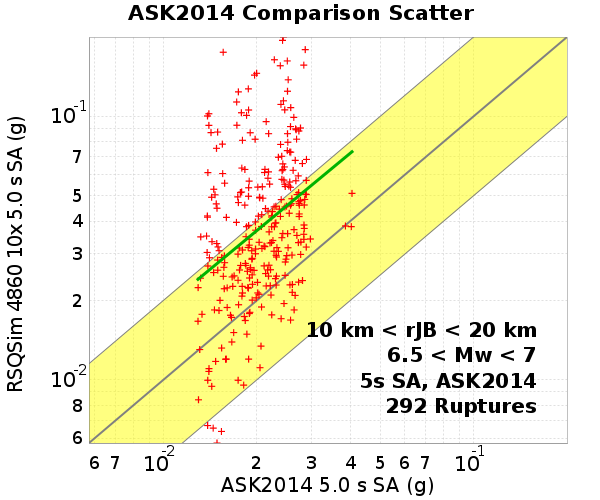 ASK2014 Comparison Scatter
RSQSim 4860 10x 5.0 s SA (g)
10-1
7
5
4
3
2
10-2
8
6
10 km < rJB < 20 km
6.5 < Mw < 7
5s SA, ASK2014
292 Ruptures
6 7 10-2 2 3 4 5 6 7 10-1
ASK2014 5.0 s SA (g)